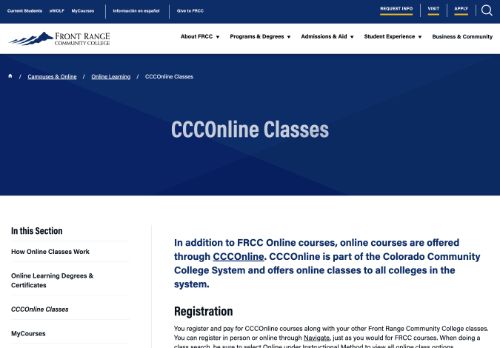 Current Students eWOLF MyCourses Información en español Give to FRCC REQUEST INFO VISIT APPLY
FRONT RANGE
COMMUNITY COLLEGE
About FRCC Programs & Degrees Admissions & Aid Student Experience Business & Community
/ Campuses & Online / Online Learning / CCCOnline Classes
CCCOnline Classes
In this Section
How Online Classes Work
Online Learning Degrees &
Certificates
CCCOnline Classes
MyCourses
In addition to FRCC Online courses, online courses are offered
through CCCOnline. CCCOnline is part of the Colorado Community
College System and offers online classes to all colleges in the
system.
Registration
You register and pay for CCCOnline courses along with your other Front Range Community College classes.
You can register in person or online through Navigate, just as you would for FRCC courses. When doing a
class search, be sure to select Online under Instructional Method to view all online class options.